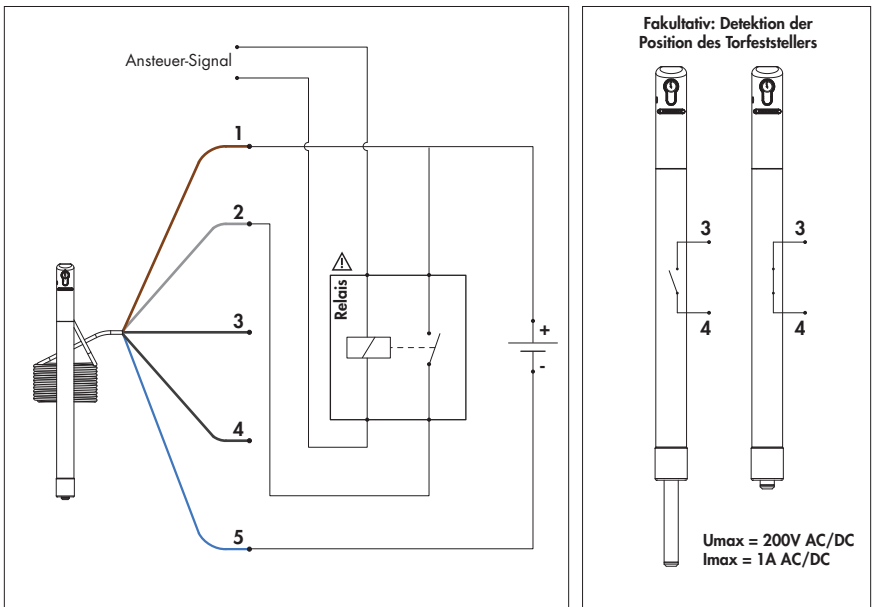 Ansteuer-Signal
1
2
3
4
5
Relais
+
-
Fakultativ: Detektion der
Position des Torfeststellers
3
4
3
4
Umax = 200V AC/DC
Imax = 1A AC/DC